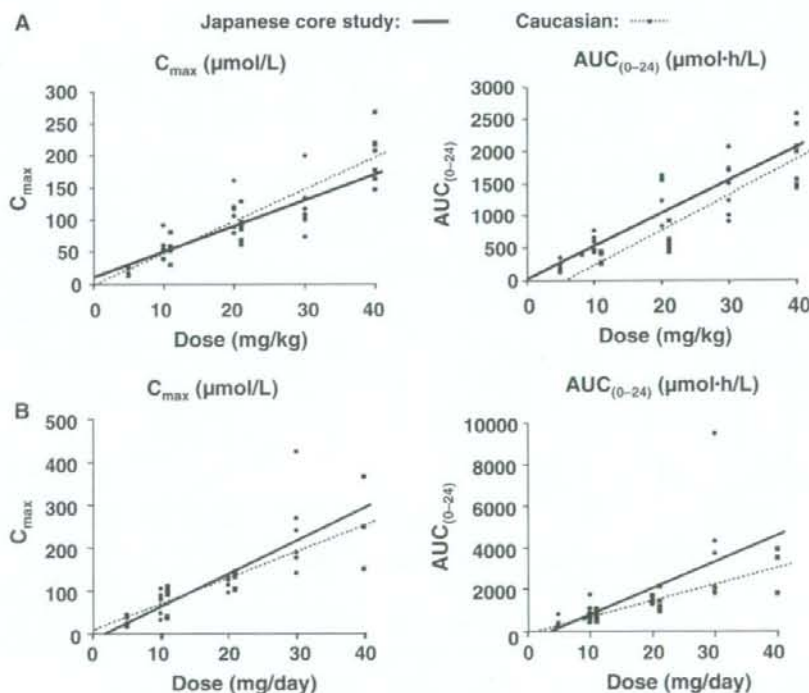 A
Japanese core study:
Caucasian:
Cmax (µmol/L)
300
250
200
150
100
50
0
Cmax
0 10 20 30 40
Dose (mg/kg)
AUC(0–24) (µmol·h/L)
3000
2500
2000
1500
1000
500
0
AUC(0–24)
0 10 20 30 40
Dose (mg/kg)
B
Cmax (µmol/L)
500
400
300
200
100
0
Cmax
0 10 20 30 40
Dose (mg/day)
AUC(0–24) (µmol·h/L)
10000
8000
6000
4000
2000
0
AUC(0–24)
0 10 20 30 40
Dose (mg/day)